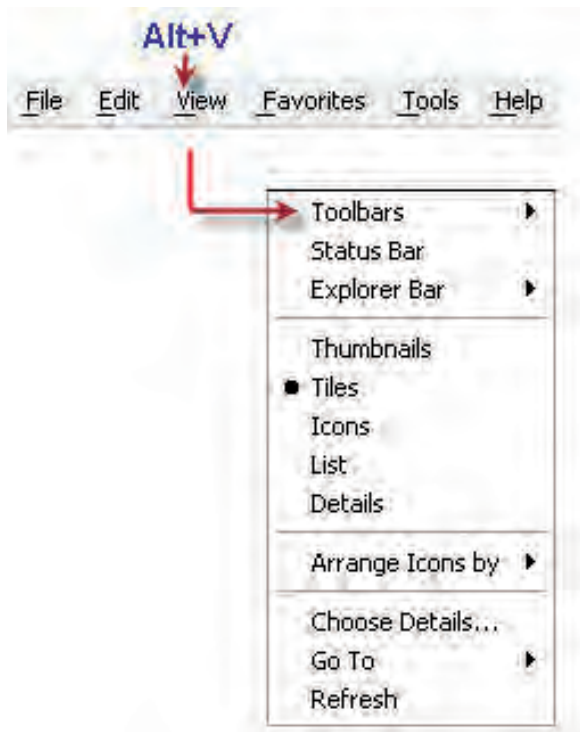 Alt+V
File Edit View Favorites Tools Help
Toolbars
Status Bar
Explorer Bar
Thumbnails
Tiles
Icons
List
Details
Arrange Icons by
Choose Details...
Go To
Refresh